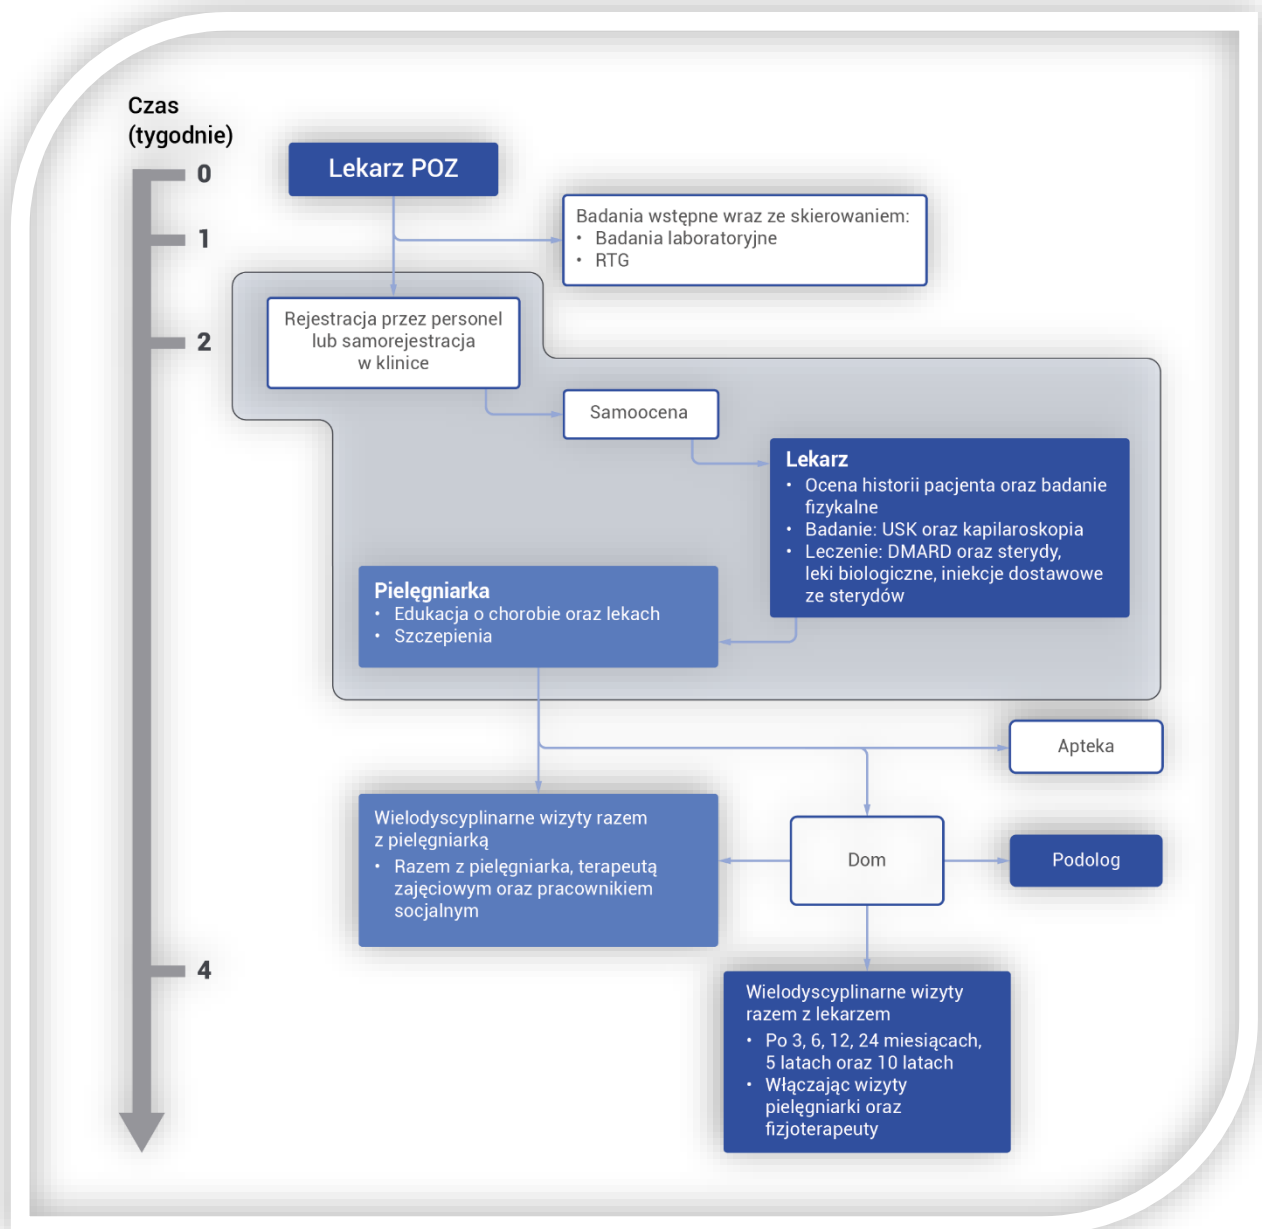 Czas
(tygodnie)
0
Lekarz POZ
1
Badania wstępne wraz ze skierowaniem:
• Badania laboratoryjne
• RTG
2
Rejestracja przez personel
lub samorejestracja
w klinice
Samoocena
Lekarz
• Ocena historii pacjenta oraz badanie
fizykalne
• Badanie: USK oraz kapilaroskopia
• Leczenie: DMARD oraz sterydy,
leki biologiczne, iniekcje dostawowe
ze sterydów
Pielęgniarka
• Edukacja o chorobie oraz lekach
• Szczepienia
Apteka
Wielodyscyplinarne wizyty razem
z pielęgniarką
• Razem z pielęgniarka, terapeutą
zajęciowym oraz pracownikiem
socjalnym
Dom
Podolog
4
Wielodyscyplinarne wizyty
razem z lekarzem
• Po 3, 6, 12, 24 miesiącach,
5 latach oraz 10 latach
• Włączając wizyty
pielęgniarki oraz
fizjoterapeuty